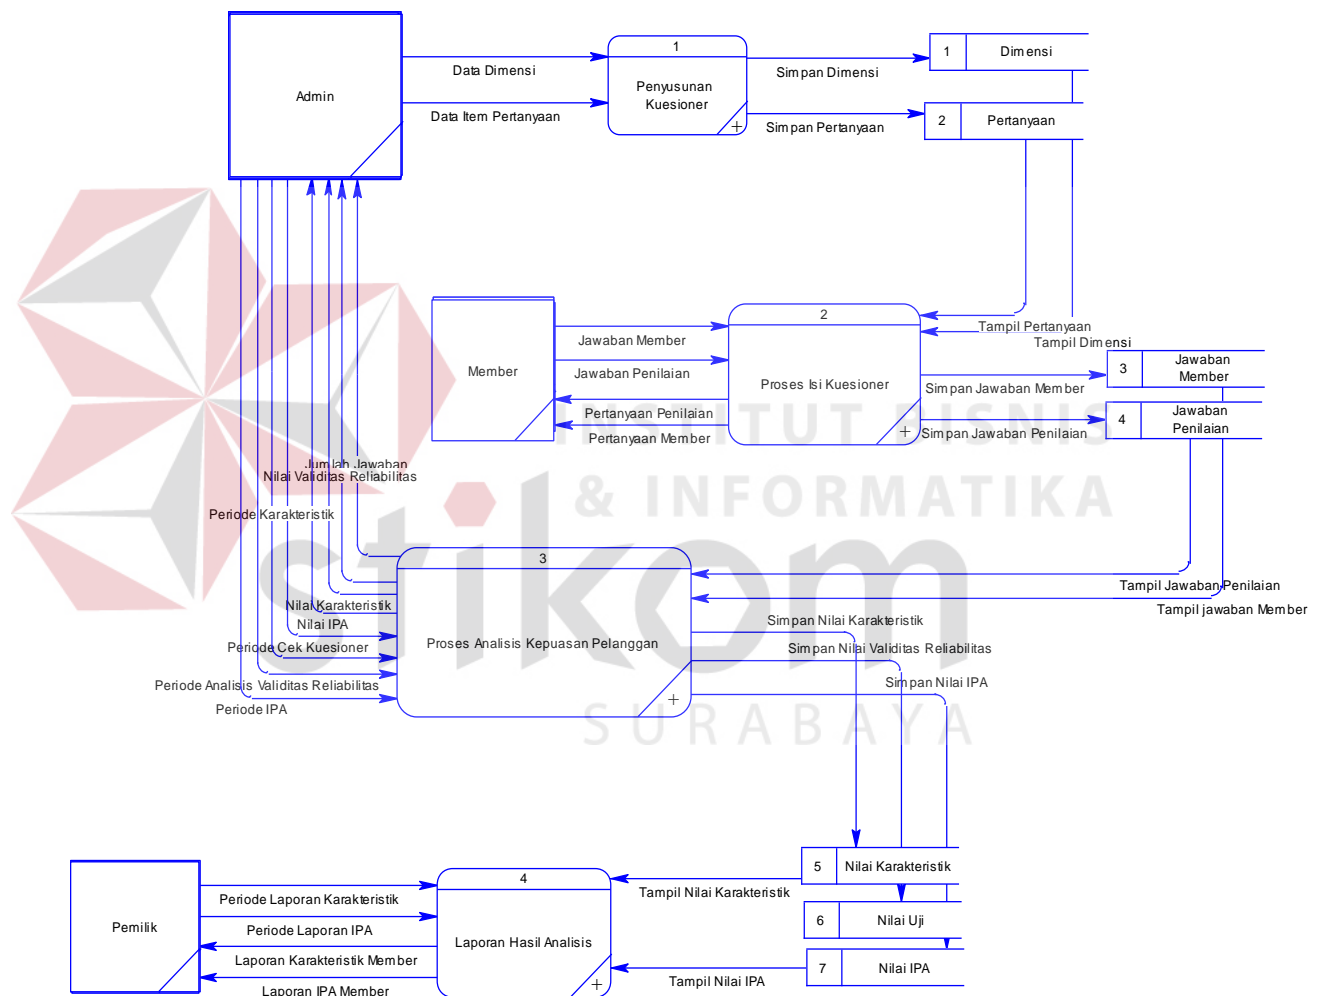 1
Admin
Data Dimensi
Data Item Pertanyaan
Penyusunan
Kuesioner
Simpan Dimensi
Simpan Pertanyaan
1
Dimensi
2
Pertanyaan
Member
Jawaban Member
Jawaban Penilaian
Pertanyaan Penilaian
Pertanyaan Member
2
Proses Isi Kuesioner
Tampil Pertanyaan
Tampil Dimensi
Simpan Jawaban Member
Simpan Jawaban Penilaian
3
Jawaban
Member
4
Jawaban
Penilaian
INSTITUT BISNIS
& INFORMATIKA
stikom
SURABAYA
Jumlah Jawaban
Nilai Validitas Reliabilitas
Periode Karakteristik
Nilai Karakteristik
Nilai IPA
Periode Cek Kuesioner
Periode Analisis Validitas Reliabilitas
Periode IPA
3
Proses Analisis Kepuasan Pelanggan
Tampil Jawaban Penilaian
Tampil jawaban Member
Simpan Nilai Karakteristik
Simpan Nilai Validitas Reliabilitas
Simpan Nilai IPA
Pemilik
Periode Laporan Karakteristik
Periode Laporan IPA
Laporan Karakteristik Member
Laporan IPA Member
4
Laporan Hasil Analisis
Tampil Nilai Karakteristik
Tampil Nilai IPA
5
Nilai Karakteristik
6
Nilai Uji
7
Nilai IPA